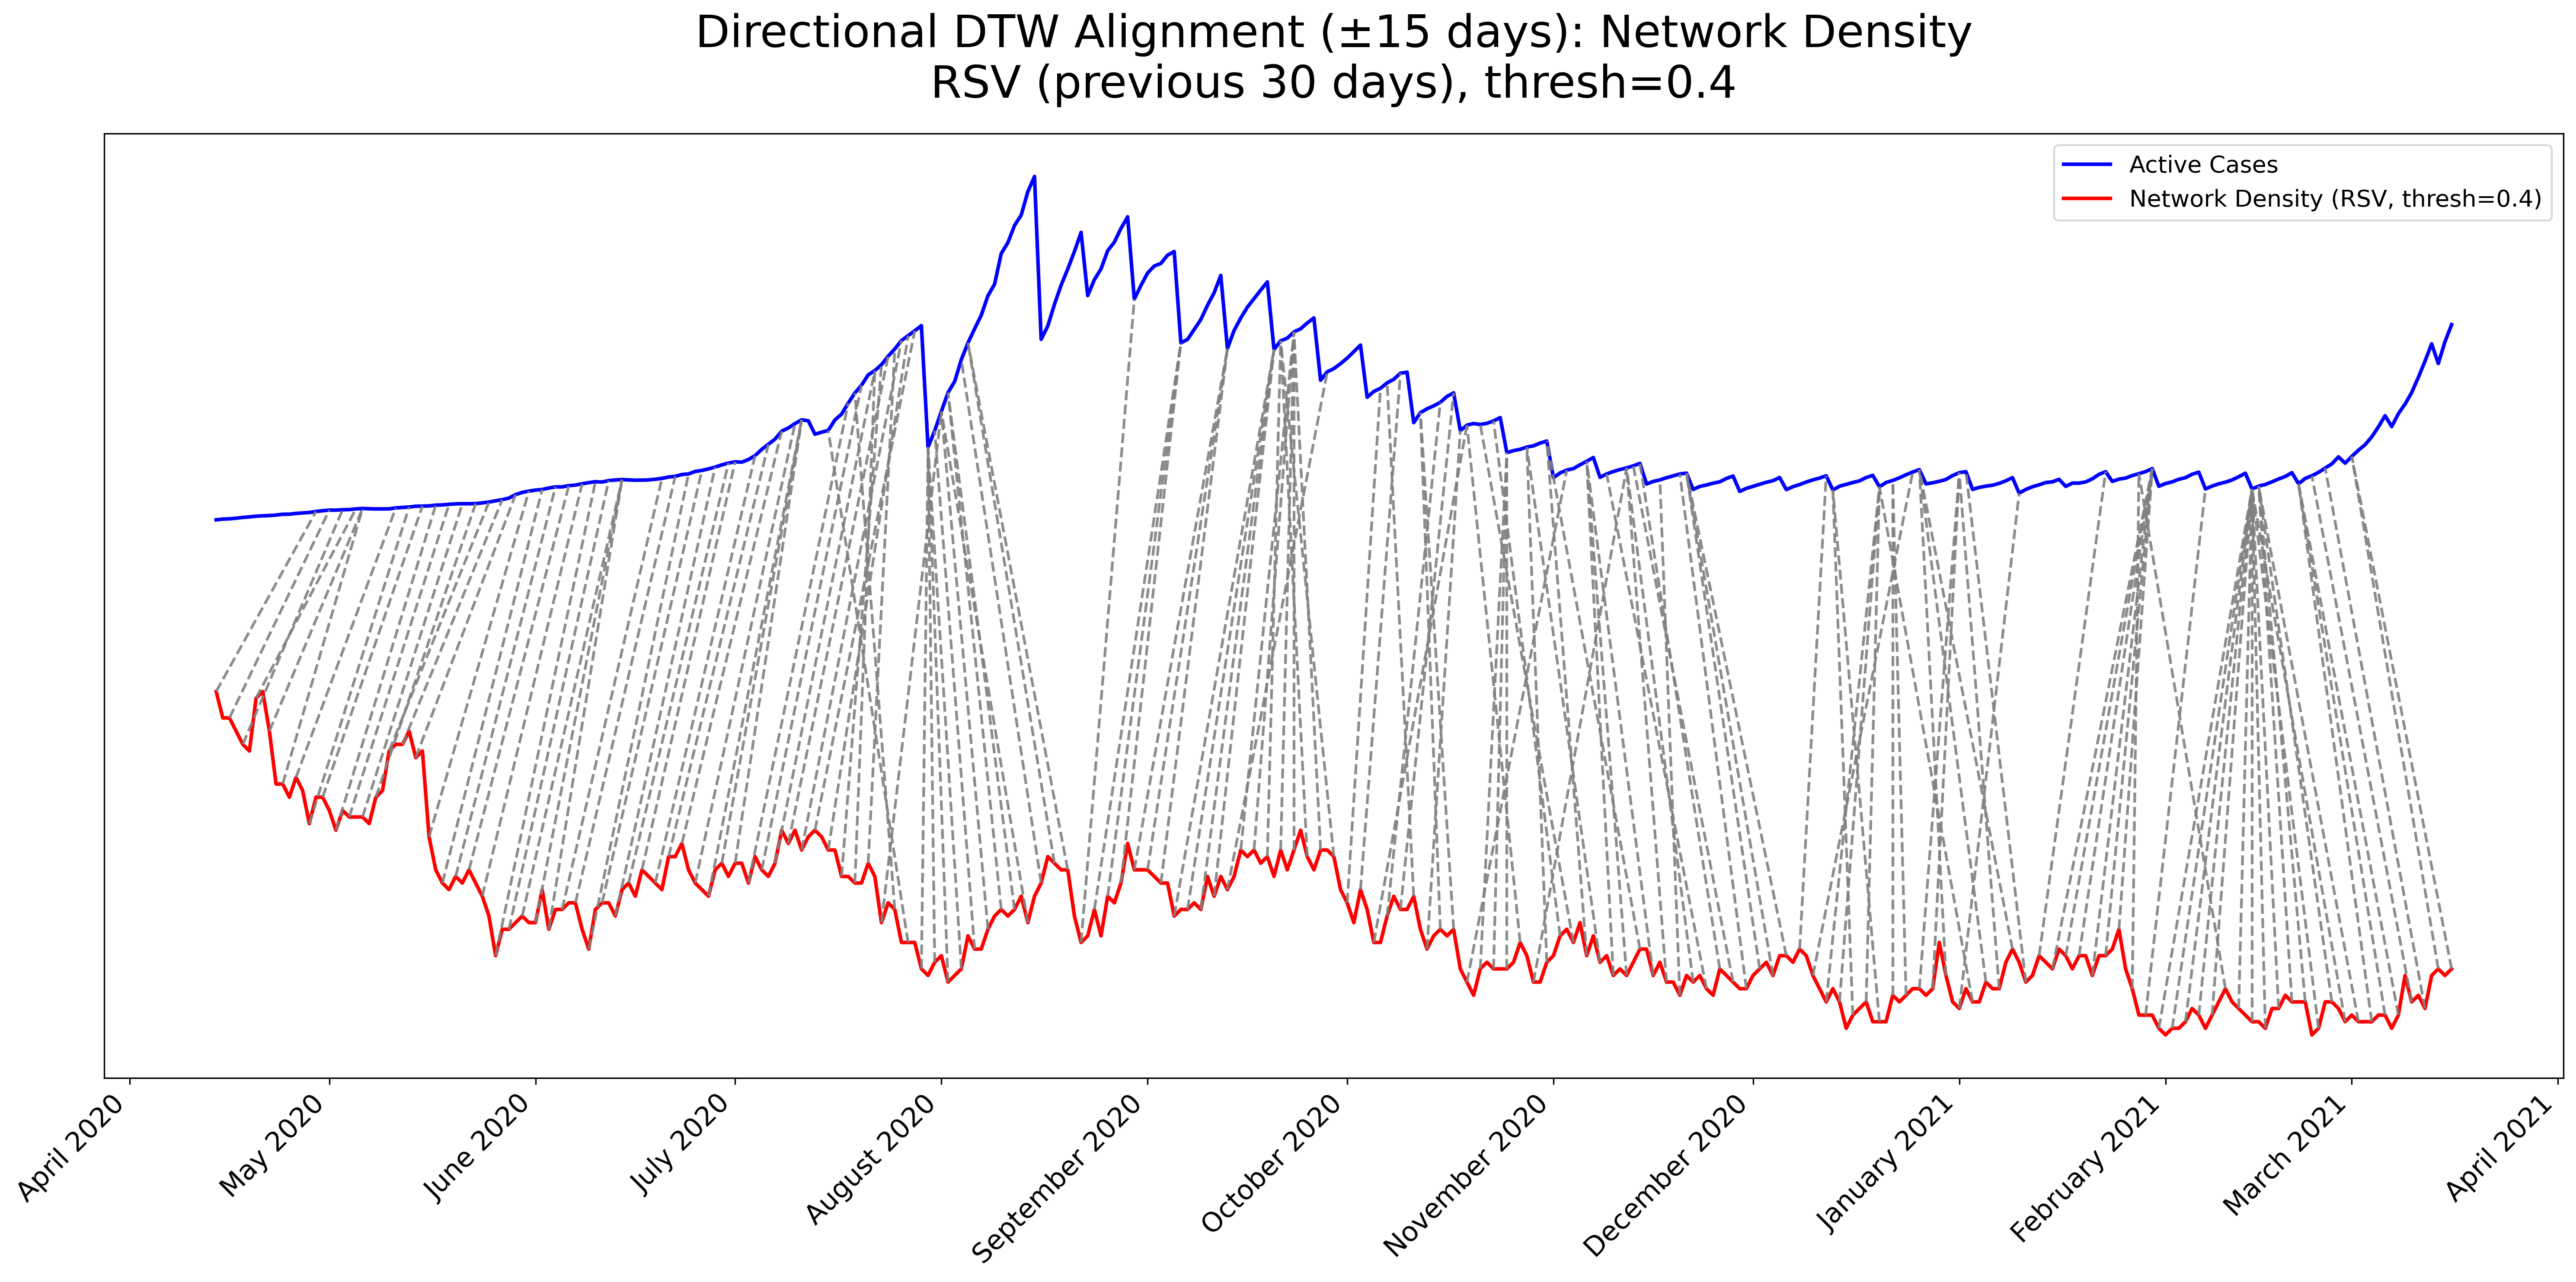 Directional DTW Alignment (±15 days): Network Density
RSV (previous 30 days), thresh=0.4
Active Cases
Network Density (RSV, thresh=0.4)
April 2020
May 2020
June 2020
July 2020
August 2020
September 2020
October 2020
November 2020
December 2020
January 2021
February 2021
March 2021
April 2021